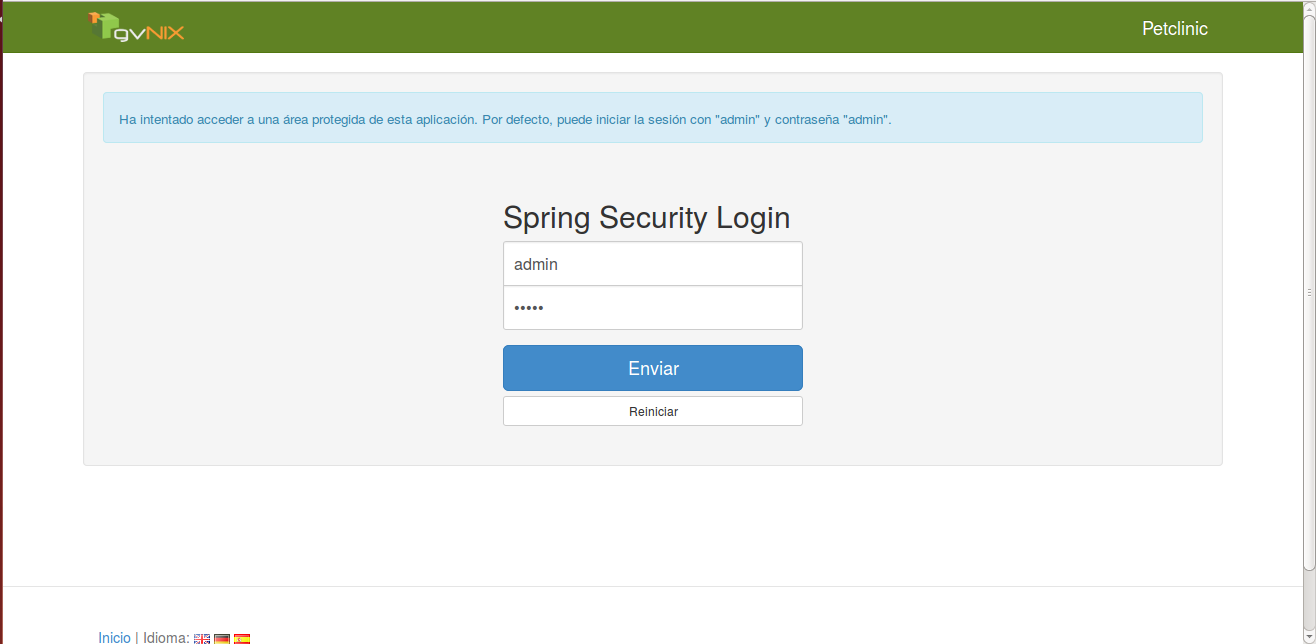 gvNIX
Petclinic
Ha intentado acceder a una área protegida de esta aplicación. Por defecto, puede iniciar la sesión con "admin" y contraseña "admin".
Spring Security Login
admin
•••••
Enviar
Reiniciar
Inicio | Idioma: